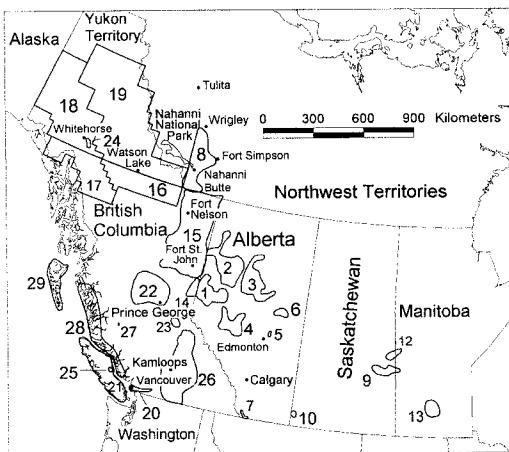 Yukon
Territory
Alaska
Tulita
18
19
Nahanni
National
Park
Wrigley
0 300 600 900 Kilometers
Whitehorse
24
Watson
Lake
8
Fort Simpson
Nahanni
Butte
17
16
Northwest Territories
British
Columbia
Fort
Nelson
15
Fort St.
John
Alberta
29
22
14
1
2
3
Prince George
23
6
Saskatchewan
Manitoba
28
27
4
5
Edmonton
12
25
Kamloops
Vancouver
26
Calgary
9
21
20
7
10
13
Washington